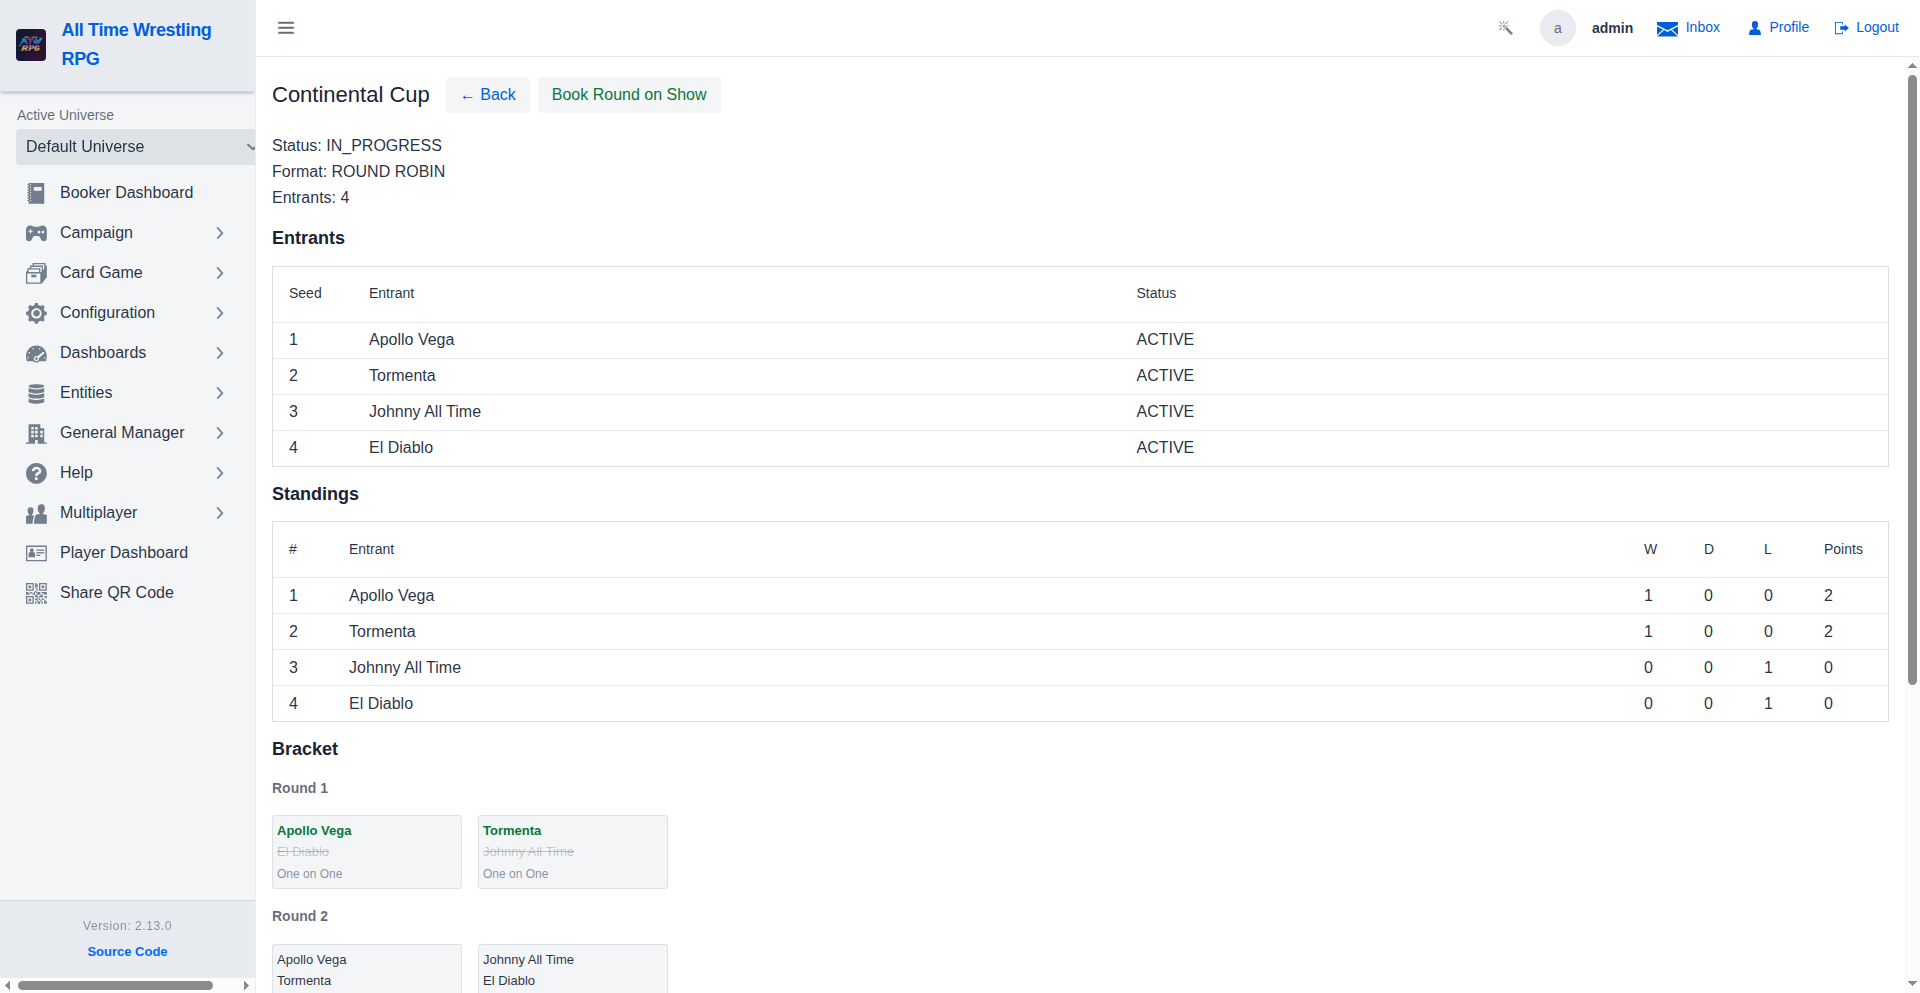 All Time Wrestling
RPG
a
admin
Inbox
Profile
Logout
Active Universe
Default Universe
Booker Dashboard
Campaign
Card Game
Configuration
Dashboards
Entities
General Manager
Help
Multiplayer
Player Dashboard
Share QR Code
Version: 2.13.0
Source Code
Continental Cup
← Back
Book Round on Show
Status: IN_PROGRESS
Format: ROUND ROBIN
Entrants: 4
Entrants
Seed Entrant Status
1 Apollo Vega ACTIVE
2 Tormenta ACTIVE
3 Johnny All Time ACTIVE
4 El Diablo ACTIVE
Standings
# Entrant W D L Points
1 Apollo Vega 1 0 0 2
2 Tormenta 1 0 0 2
3 Johnny All Time 0 0 1 0
4 El Diablo 0 0 1 0
Bracket
Round 1
Apollo Vega
El Diablo
One on One
Tormenta
Johnny All Time
One on One
Round 2
Apollo Vega
Tormenta
Johnny All Time
El Diablo